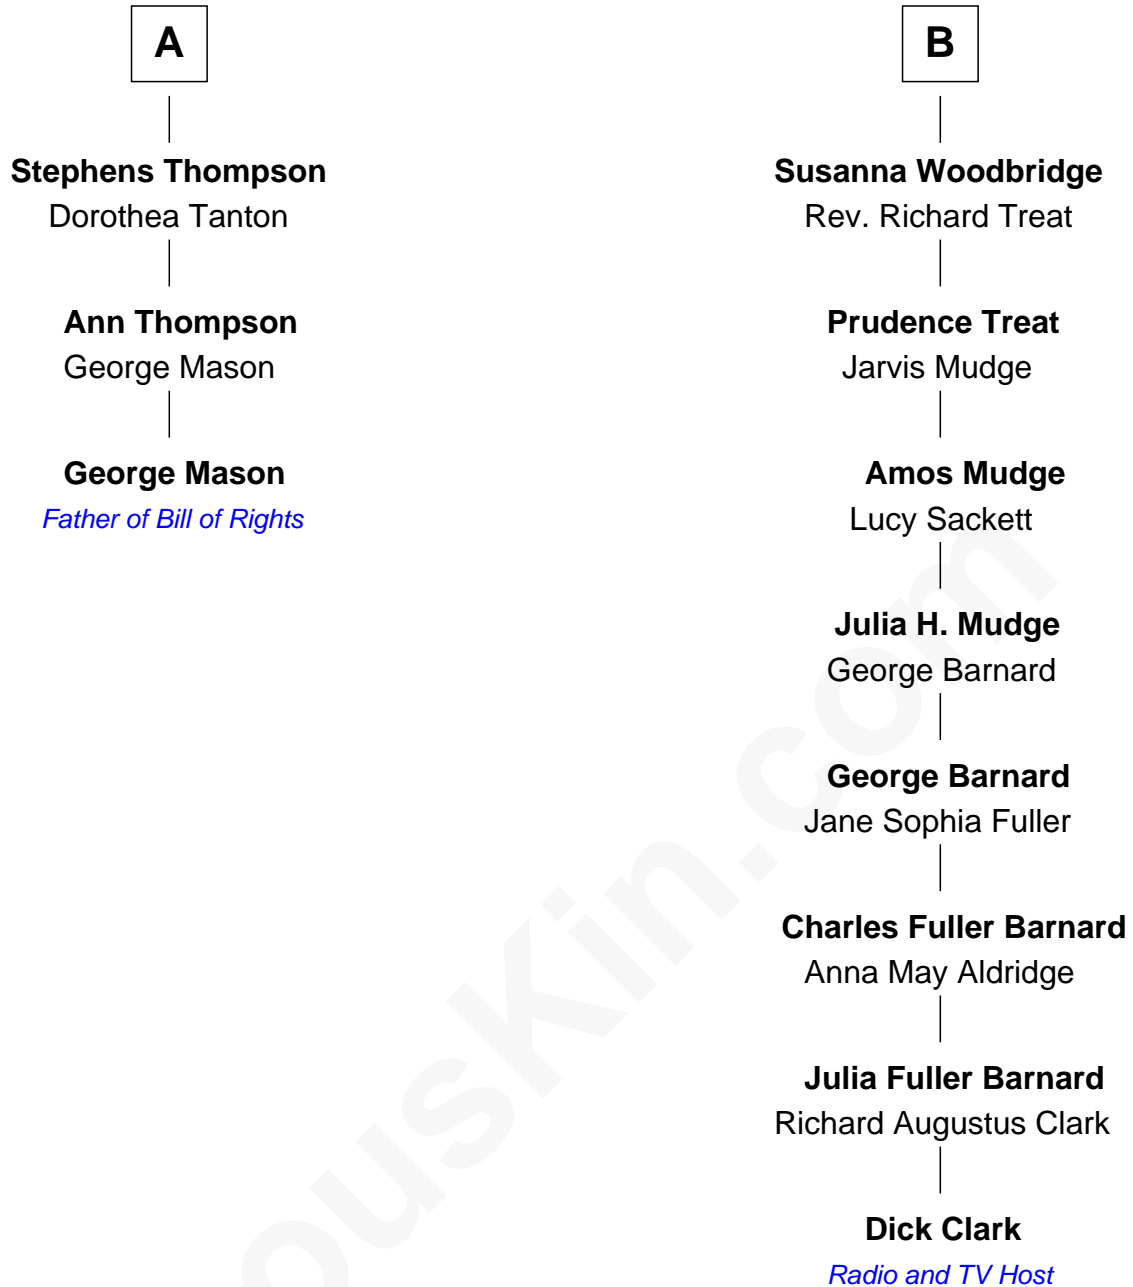 A
Stephens Thompson
Dorothea Tanton
Ann Thompson
George Mason
George Mason
Father of Bill of Rights
B
Susanna Woodbridge
Rev. Richard Treat
Prudence Treat
Jarvis Mudge
Amos Mudge
Lucy Sackett
Julia H. Mudge
George Barnard
George Barnard
Jane Sophia Fuller
Charles Fuller Barnard
Anna May Aldridge
Julia Fuller Barnard
Richard Augustus Clark
Dick Clark
Radio and TV Host
ousKin.com